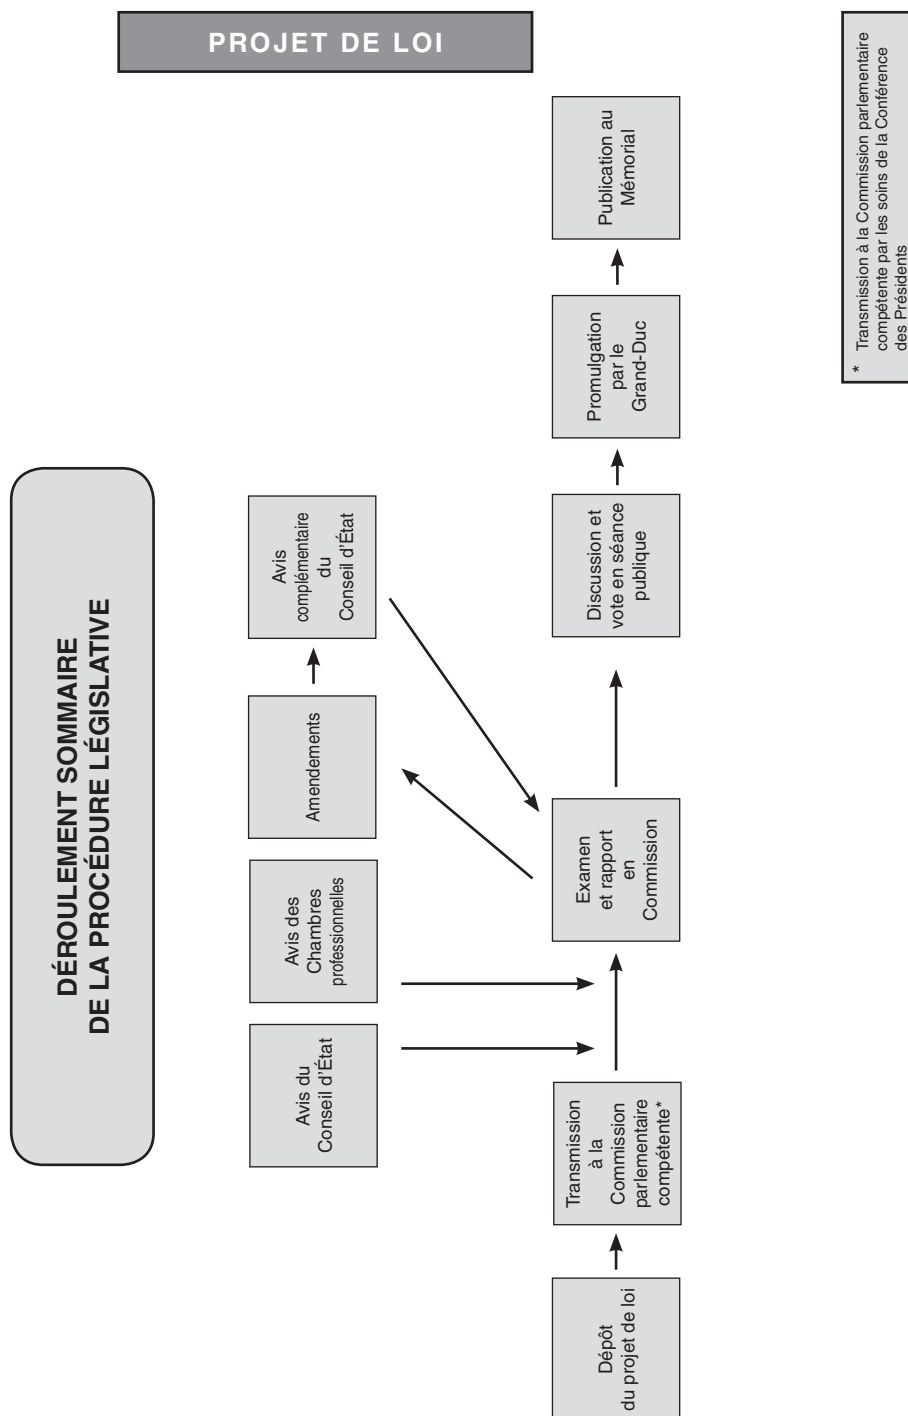 PROJET DE LOI
DÉROULEMENT SOMMAIRE
DE LA PROCÉDURE LÉGISLATIVE
Avis du
Conseil d'État
Avis des
Chambres
professionnelles
Amendements
Avis
complémentaire
du
Conseil d'État
Dépôt
du projet de loi
Transmission
à la
Commission
parlementaire
compétente*
Examen
et rapport
en
Commission
Discussion et
vote en séance
publique
Promulgation
par le
Grand-Duc
Publication au
Mémorial
* Transmission à la Commission parlementaire
compétente par les soins de la Conférence
des Présidents